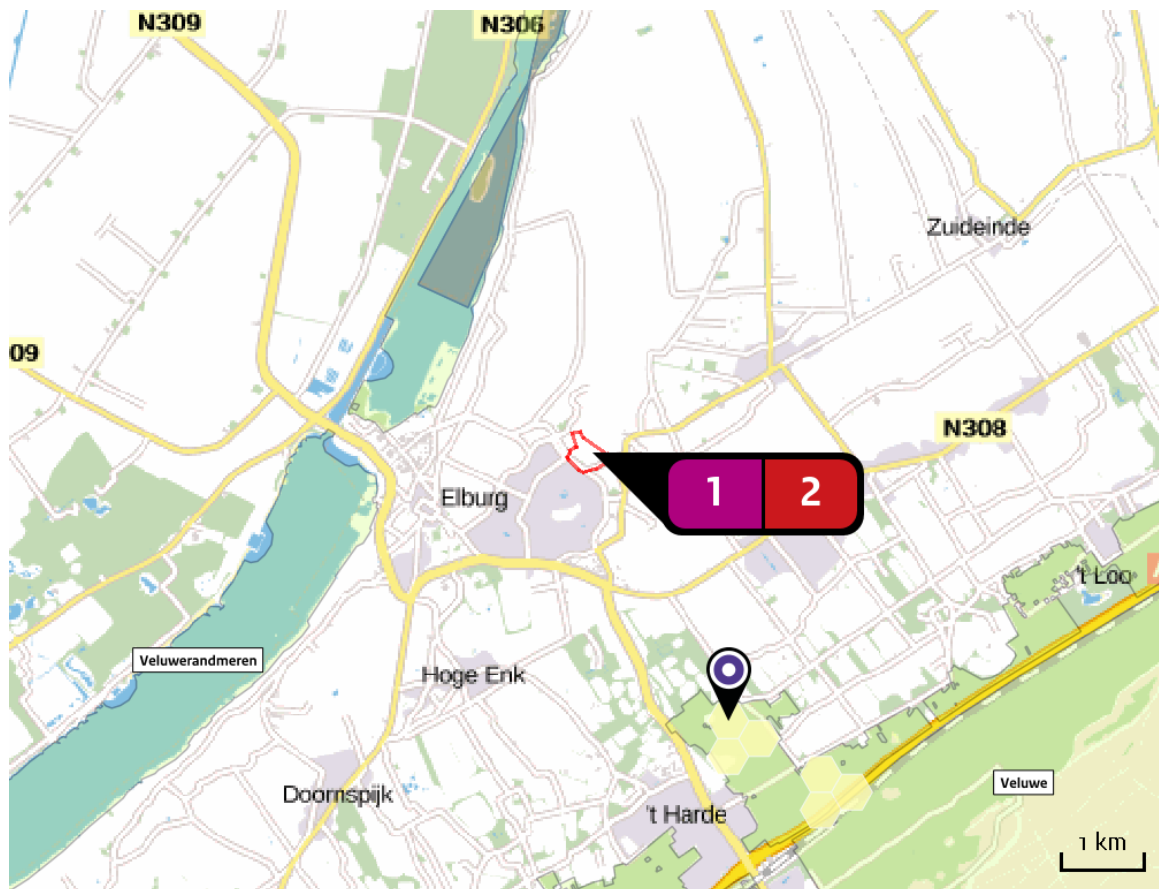 N309
N306
Zuideinde
09
N308
1
2
Elburg
't Loo
Veluwerandmeren
Hoge Enk
Veluwe
Doornspijk
't Harde
1 km